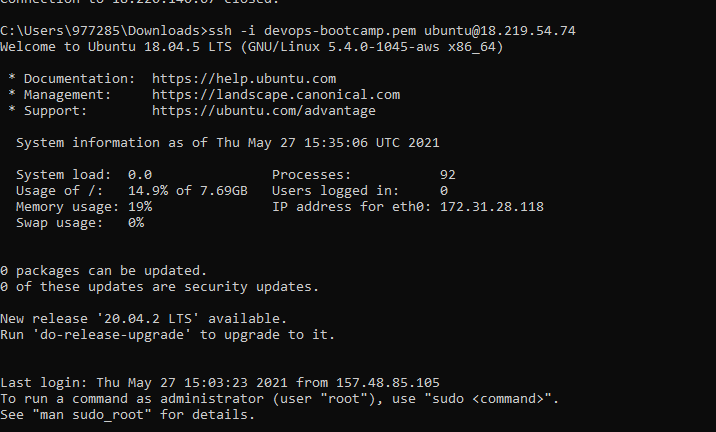 Connection to 18.220.140.67 closed.
C:\Users\977285\Downloads>ssh -i devops-bootcamp.pem ubuntu@18.219.54.74
Welcome to Ubuntu 18.04.5 LTS (GNU/Linux 5.4.0-1045-aws x86_64)
* Documentation:  https://help.ubuntu.com
* Management:     https://landscape.canonical.com
* Support:        https://ubuntu.com/advantage
System information as of Thu May 27 15:35:06 UTC 2021
System load:  0.0               Processes:           92
Usage of /:   14.9% of 7.69GB   Users logged in:     0
Memory usage: 19%               IP address for eth0: 172.31.28.118
Swap usage:   0%
0 packages can be updated.
0 of these updates are security updates.
New release '20.04.2 LTS' available.
Run 'do-release-upgrade' to upgrade to it.
Last login: Thu May 27 15:03:23 2021 from 157.48.85.105
To run a command as administrator (user "root"), use "sudo <command>".
See "man sudo_root" for details.